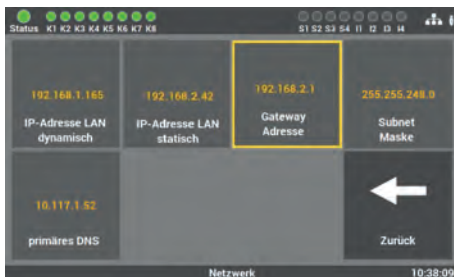 Status K1 K2 K3 K4 K5 K6 K7 K8 S1 S2 S3 S4 I1 I2 I3 I4
192.168.1.165
IP-Adresse LAN
dynamisch
192.168.2.42
IP-Adresse LAN
statisch
192.168.2.1
Gateway
Adresse
255.255.248.0
Subnet
Maske
10.117.1.52
primäres DNS
Zurück
Netzwerk 10:38:09